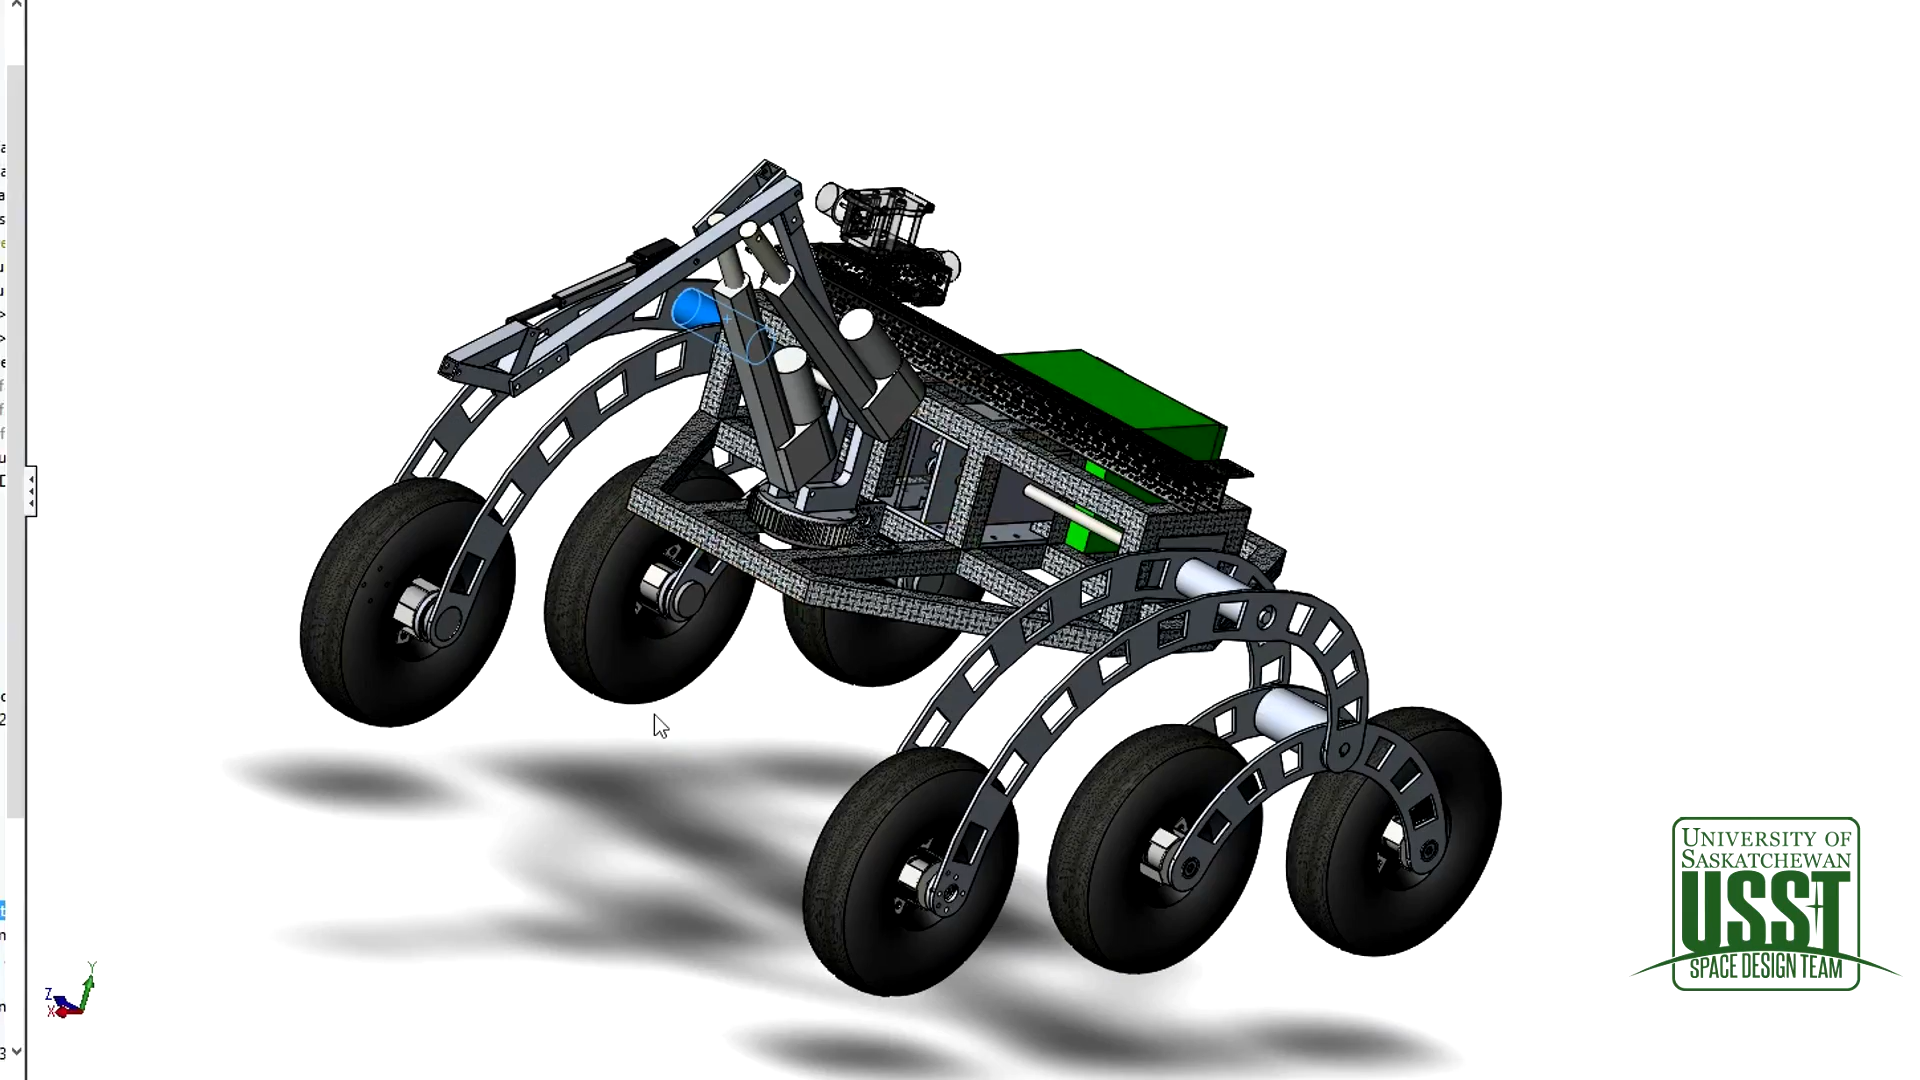 UNIVERSITY OF
SASKATCHEWAN
USST
SPACE DESIGN TEAM
Y
Z
X